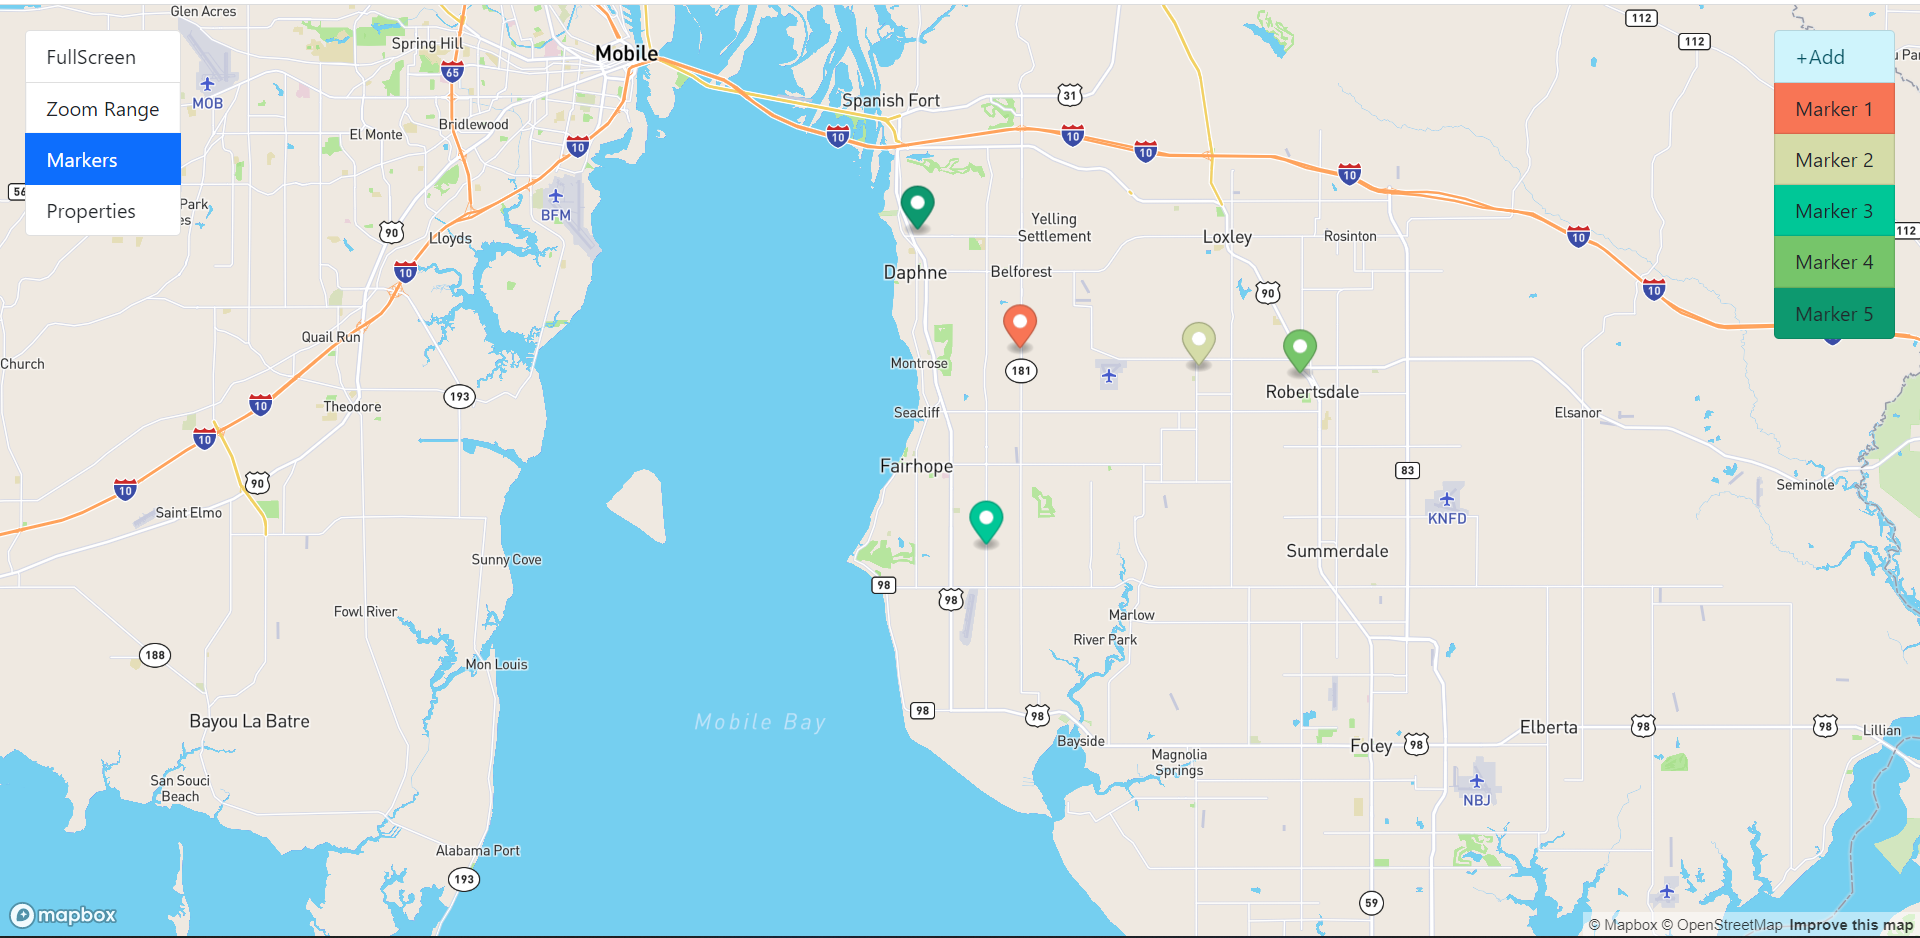 Glen Acres
112
Spring Hill
Mobile
112
FullScreen
+Add
65
MOB
Zoom Range
31
Spanish Fort
Marker 1
Bridlewood
El Monte
10
10
10
10
Markers
Marker 2
10
56
Park
BFM
Properties
Marker 3
Yelling
Settlement
90
Lloyds
Loxley
Rosinton
10
112
10
Daphne
Belforest
Marker 4
90
10
Marker 5
Quail Run
Church
Montrose
181
Robertsdale
193
Theodore
10
Seacliff
Elsanor
10
Fairhope
83
90
10
Seminole
Saint Elmo
KNFD
Sunny Cove
Summerdale
98
98
Fowl River
Marlow
River Park
188
Mon Louis
98
98
Bayou La Batre
Mobile Bay
Elberta
98
98
Lillian
Bayside
Foley
98
Magnolia
Springs
San Souci
Beach
NBJ
Alabama Port
193
59
mapbox
© Mapbox © OpenStreetMap Improve this map